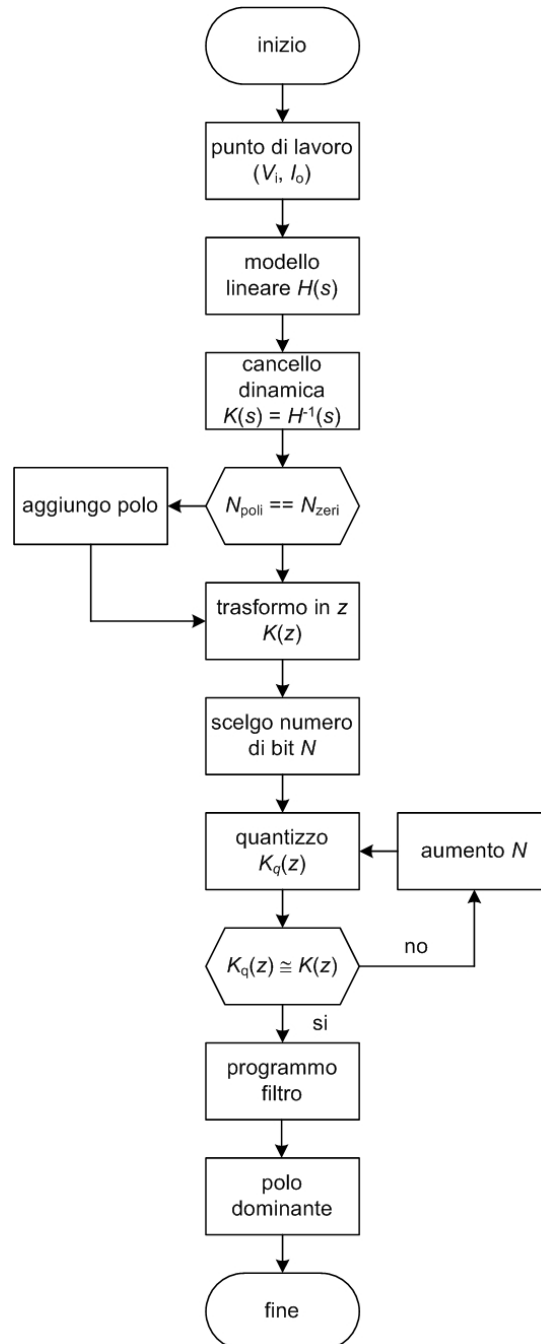 inizio
punto di lavoro
(Vi, Io)
modello
lineare H(s)
cancello
dinamica
K(s) = H-1(s)
aggiungo polo
Npoli == Nzeri
trasformo in z
K(z)
scelgo numero
di bit N
quantizzo
Kq(z)
aumento N
Kq(z) ≅ K(z)
no
si
programmo
filtro
polo
dominante
fine